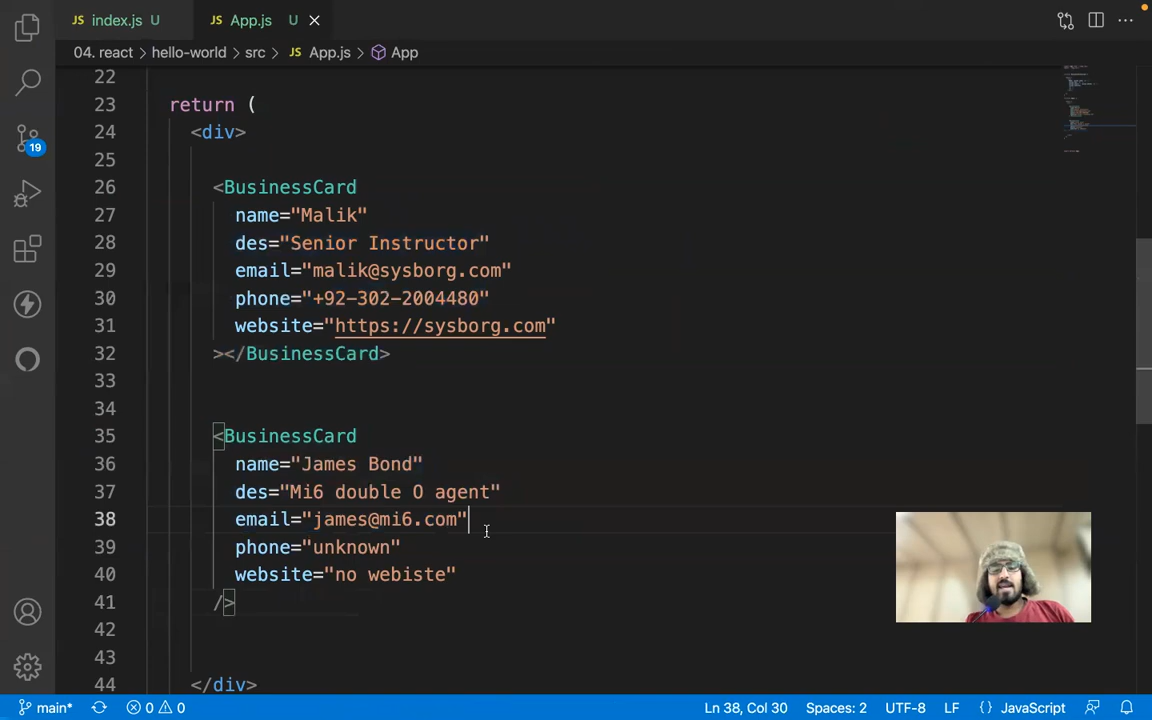 index.js U App.js U
04. react > hello-world > src > JS App.js > App
22
23 return (
24 <div>
25
26 <BusinessCard
27 name="Malik"
28 des="Senior Instructor"
29 email="malik@sysborg.com"
30 phone="+92-302-2004480"
31 website="https://sysborg.com"
32 ></BusinessCard>
33
34
35 <BusinessCard
36 name="James Bond"
37 des="Mi6 double O agent"
38 email="james@mi6.com"
39 phone="unknown"
40 website="no webiste"
41 />
42
43
44 </div>
19
main* 0 0 Ln 38, Col 30 Spaces: 2 UTF-8 LF {} JavaScript